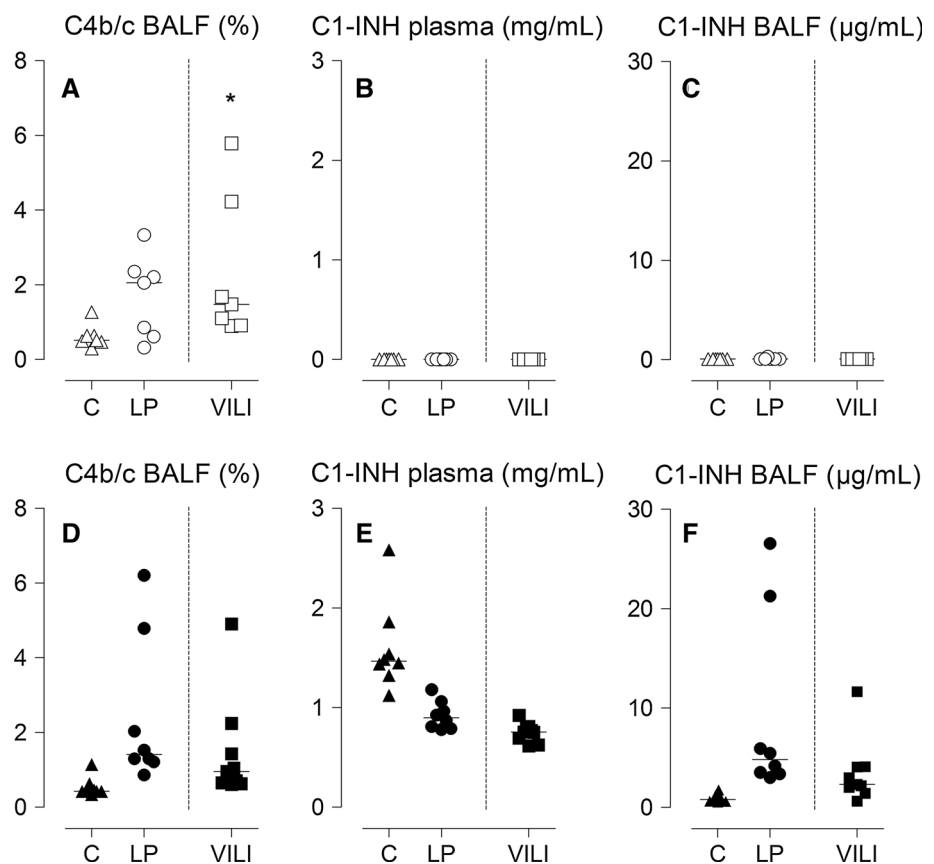 C4b/c BALF (%)
C1-INH plasma (mg/mL)
C1-INH BALF (µg/mL)
8
6
4
2
0
A
*
C
LP
VILI
3
2
1
0
B
C
LP
VILI
30
20
10
0
C
C
LP
VILI
C4b/c BALF (%)
C1-INH plasma (mg/mL)
C1-INH BALF (µg/mL)
8
6
4
2
0
D
C
LP
VILI
3
2
1
0
E
C
LP
VILI
30
20
10
0
F
C
LP
VILI